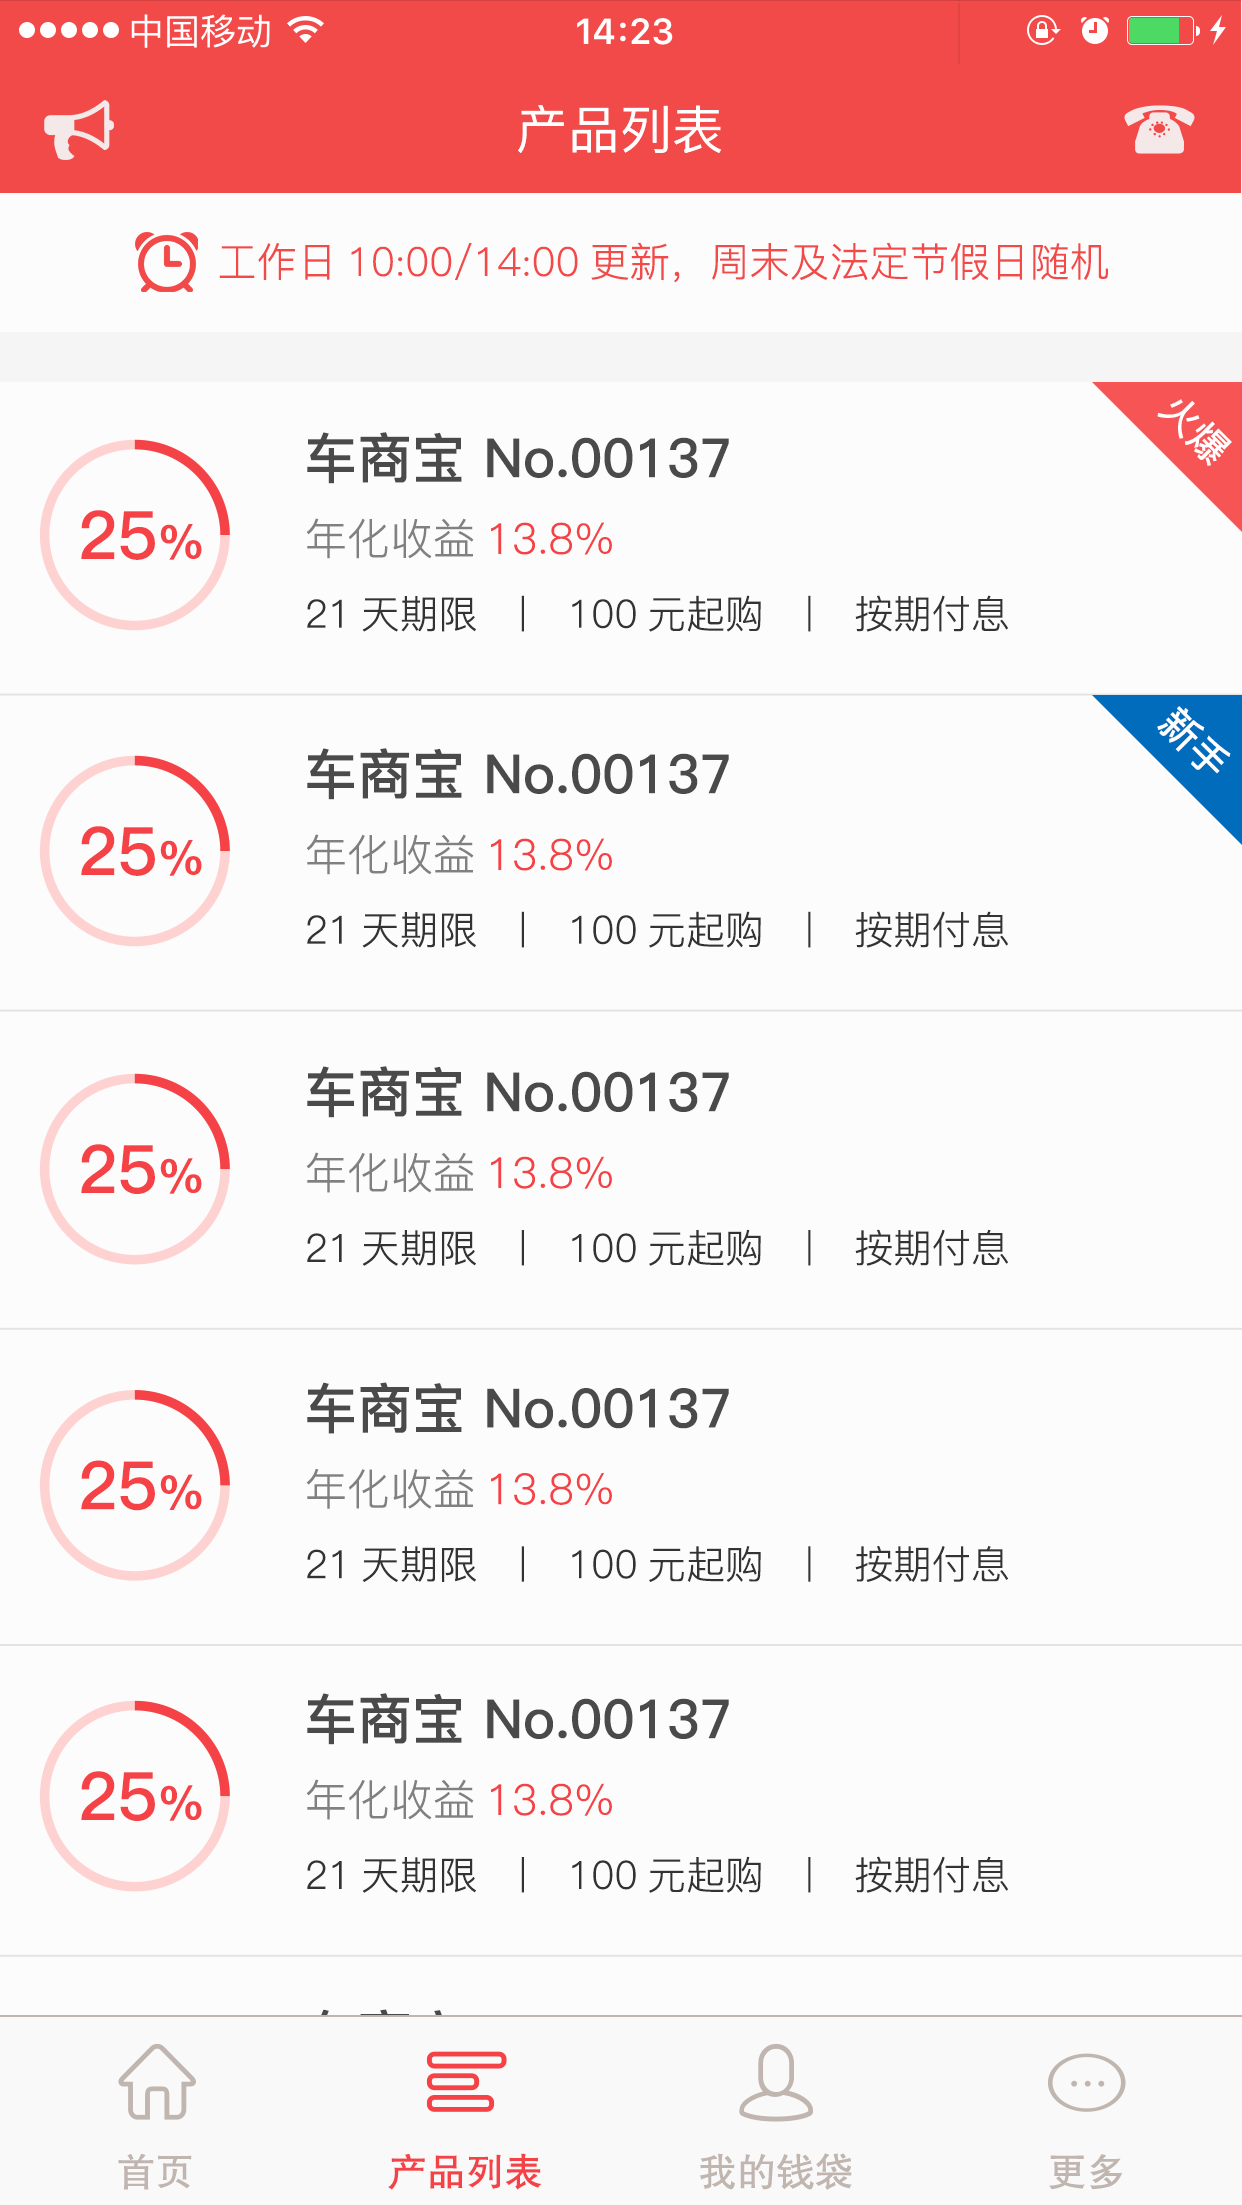 中国移动 14:23
产品列表
工作日 10:00/14:00 更新，周末及法定节假日随机
火爆
车商宝 No.00137
25%
年化收益 13.8%
21 天期限 | 100 元起购 | 按期付息
新手
车商宝 No.00137
25%
年化收益 13.8%
21 天期限 | 100 元起购 | 按期付息
车商宝 No.00137
25%
年化收益 13.8%
21 天期限 | 100 元起购 | 按期付息
车商宝 No.00137
25%
年化收益 13.8%
21 天期限 | 100 元起购 | 按期付息
车商宝 No.00137
25%
年化收益 13.8%
21 天期限 | 100 元起购 | 按期付息
首页 产品列表 我的钱袋 更多